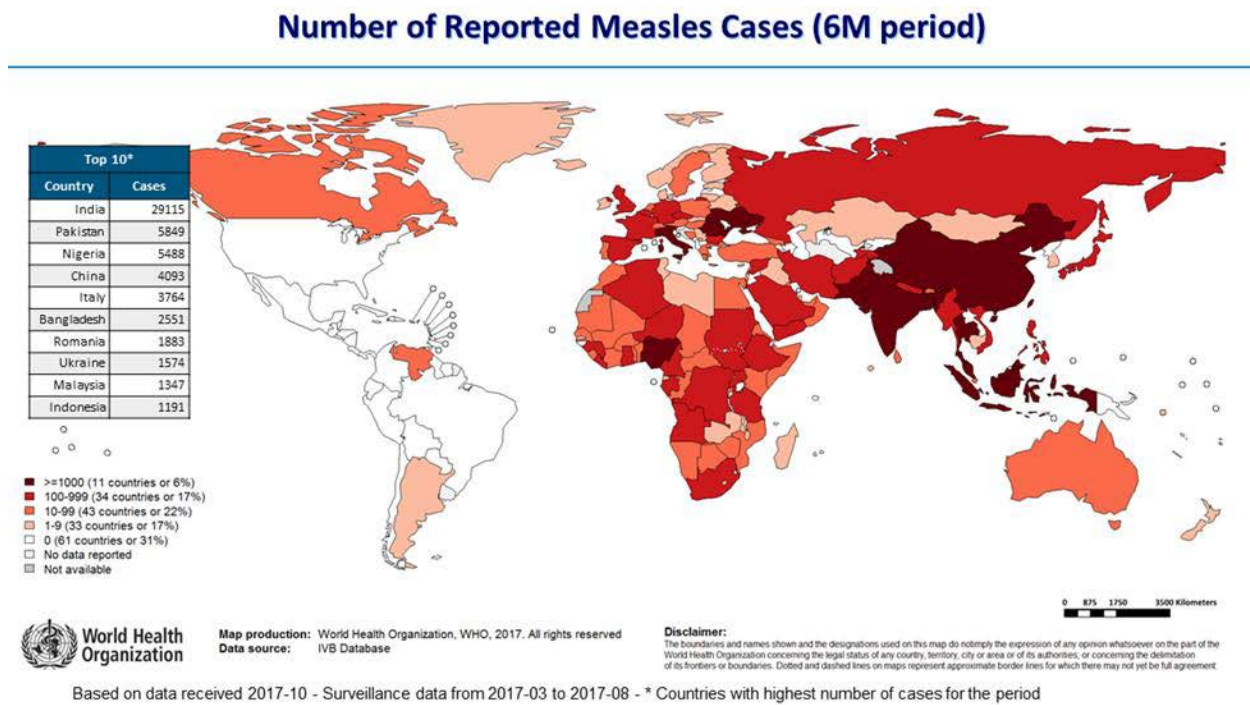 Number of Reported Measles Cases (6M period)
Top 10*
Country Cases
India 29115
Pakistan 5849
Nigeria 5488
China 4093
Italy 3764
Bangladesh 2551
Romania 1883
Ukraine 1574
Malaysia 1347
Indonesia 1191
>=1000 (11 countries or 6%)
100-999 (34 countries or 17%)
10-99 (43 countries or 22%)
1-9 (33 countries or 17%)
0 (61 countries or 31%)
No data reported
Not available
0 875 1750 3500 Kilometers
World Health
Organization
Map production: World Health Organization, WHO, 2017. All rights reserved
Data source: IVB Database
Disclaimer:
The boundaries and names shown and the designations used on this map do notimply the expression of any opinion whatsoever on the part of the
World Health Organization concerning the legal status of any country, territory, city or area or of its authorities, or concerning the delimitation
of its frontiers or boundaries. Dotted and dashed lines on maps represent approximate border lines for which there may not yet be full agreement.
Based on data received 2017-10 - Surveillance data from 2017-03 to 2017-08 - * Countries with highest number of cases for the period